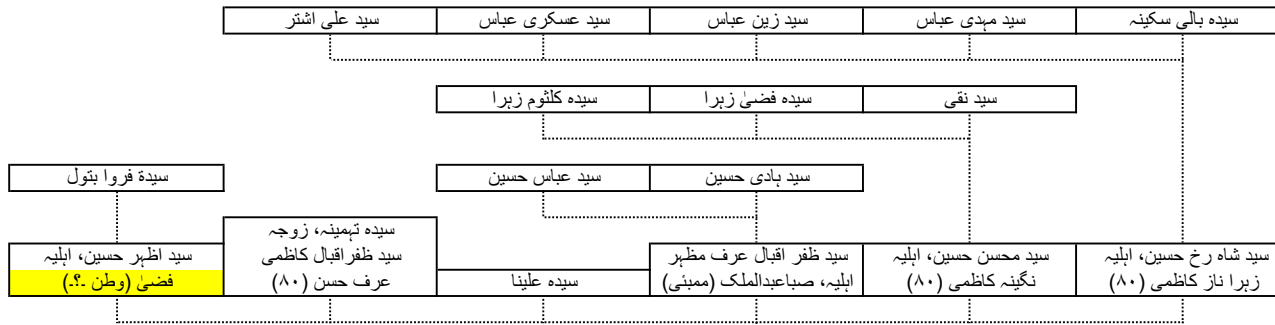 سیدہ بالی سکینہ
سید مہدی عباس
سید زین عباس
سید عسکری عباس
سید علی اشتر
سید نقی
سیدہ فضیٰ زہرا
سیدہ کلثوم زہرا
سید ہادی حسین
سید عباس حسین
سیدۃ فروا بتول
سید شاہ رخ حسین، اہلیہ
زہرا ناز کاظمی (۸۰)
سید محسن حسین، اہلیہ
نگینہ کاظمی (۸۰)
سید ظفر اقبال عرف مظہر
اہلیہ، صباعبدالملک (ممبئی)
سیدہ علینا
سیدہ تہمینہ، زوجہ
سید ظفراقبال کاظمی
عرف حسن (۸۰)
سید اظہر حسین، اہلیہ
فضیٰ (وطن ـ؟ـ)